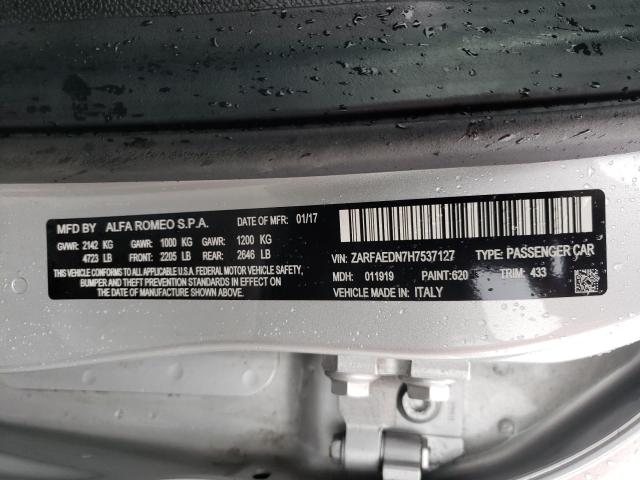 MFD BY ALFA ROMEO S.P.A. DATE OF MFR: 01/17
GVWR: 2142 KG GAWR: 1000 KG GAWR: 1200 KG
4723 LB FRONT: 2205 LB REAR: 2646 LB
THIS VEHICLE CONFORMS TO ALL APPLICABLE U.S.A. FEDERAL MOTOR VEHICLE SAFETY,
BUMPER AND THEFT PREVENTION STANDARDS IN EFFECT ON
THE DATE OF MANUFACTURE SHOWN ABOVE.
VIN: ZARFAEDN7H7537127 TYPE: PASSENGER CAR
MDH: 011919 PAINT:620 TRIM: 433
VEHICLE MADE IN: ITALY